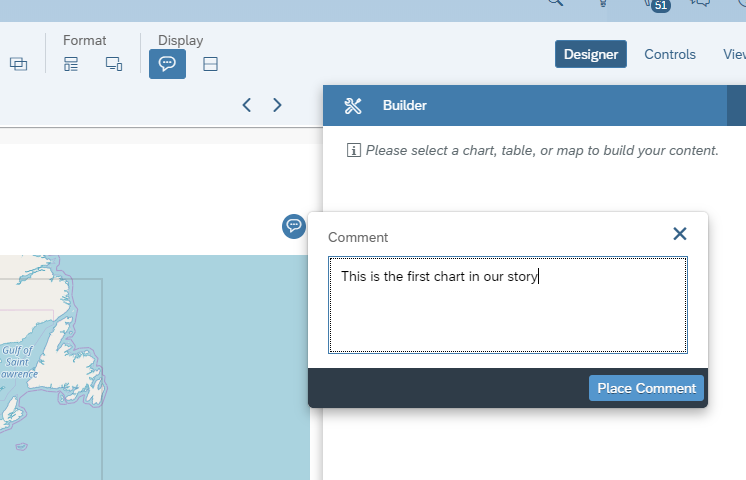 51
Format
Display
Designer
Controls
View
Builder
i Please select a chart, table, or map to build your content.
Comment
This is the first chart in our story
Gulf of
Saint
awrence
Place Comment